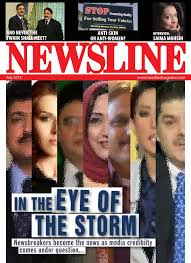 AND NEVER THE
TWAIN SHALL MEET?
STOP
For Selling Your Fabrics
ANTI-SKIN
OR ANTI-WOMEN?
INTERVIEW:
SAIMA MOHSIN
NEWSLINE
July 2012
www.newslinemagazine.com
IN THE EYE OF
THE STORM
Newsbreakers become the news as media credibility
comes under question...